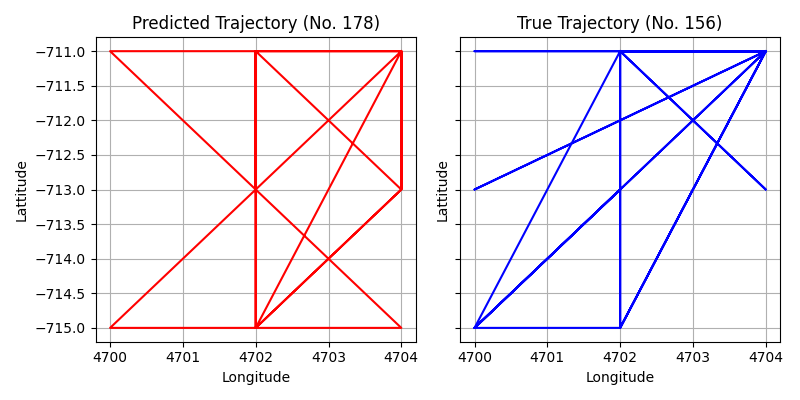 Predicted Trajectory (No. 178)
True Trajectory (No. 156)
−711.0
−711.5
−712.0
−712.5
−713.0
−713.5
−714.0
−714.5
−715.0
Lattitude
Lattitude
4700 4701 4702 4703 4704
4700 4701 4702 4703 4704
Longitude
Longitude